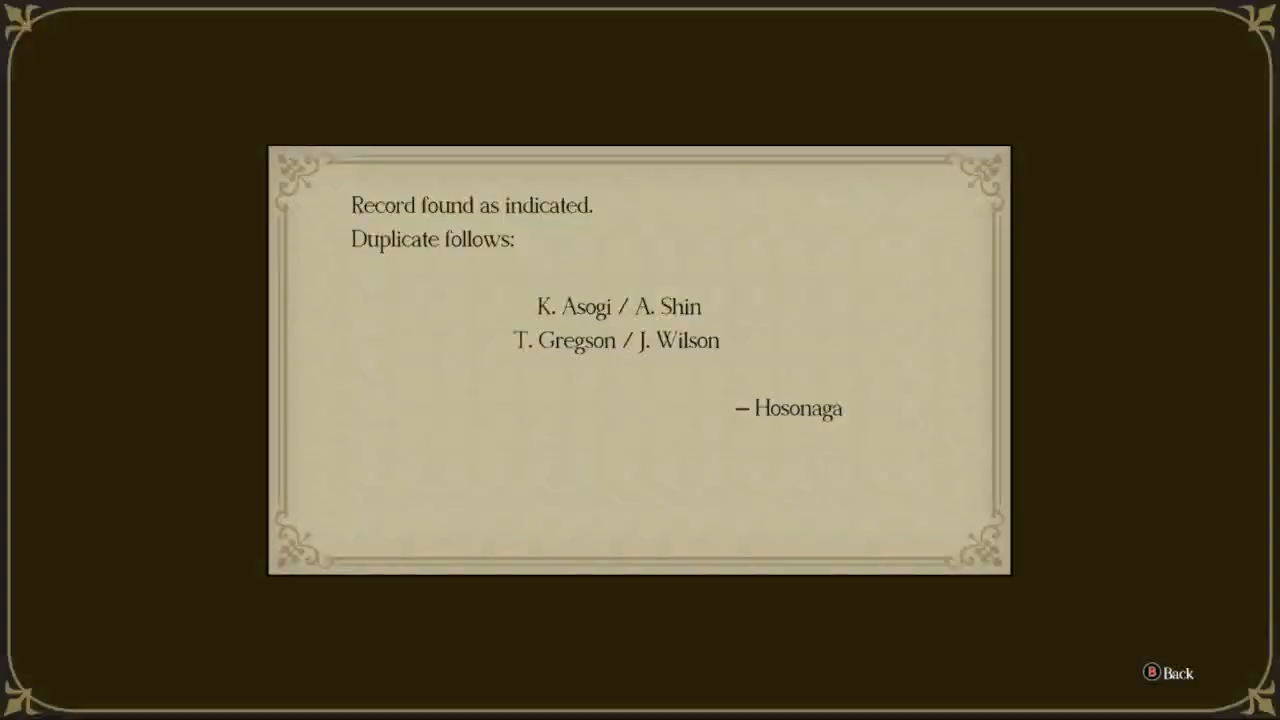 Record found as indicated.
Duplicate follows:
K. Asogi / A. Shin
T. Gregson / J. Wilson
– Hosonaga
B Back